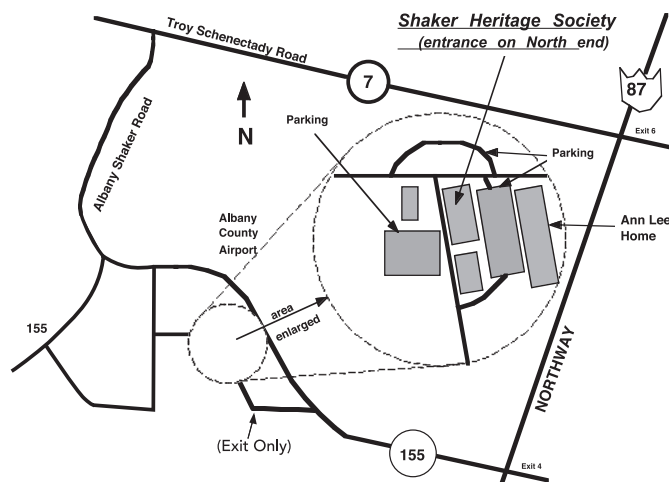 Shaker Heritage Society
(entrance on North end)
Troy Schenectady Road
7
87
Exit 6
N
Parking
Parking
Albany Shaker Road
Albany
County
Airport
Ann Lee
Home
area
enlarged
155
NORTHWAY
(Exit Only)
155
Exit 4